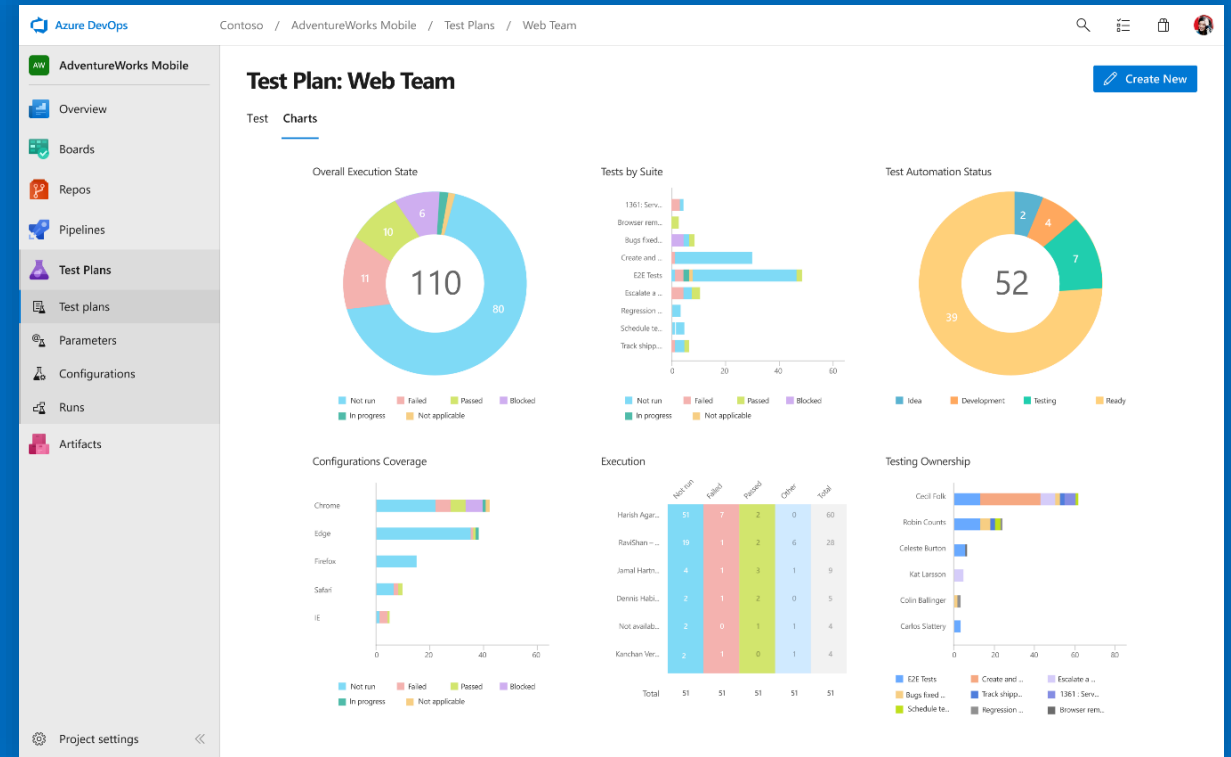 Azure DevOps
Contoso / AdventureWorks Mobile / Test Plans / Web Team
AW AdventureWorks Mobile
Overview
Boards
Repos
Pipelines
Test Plans
Test plans
Parameters
Configurations
Runs
Artifacts
Project settings
Test Plan: Web Team
Create New
Test Charts
Overall Execution State
6
10
11
110
80
Not run Failed Passed Blocked
In progress Not applicable
Tests by Suite
1361: Serv...
Browser rem...
Bugs fixed...
Create and ...
E2E Tests
Escalate a ...
Regression ...
Schedule te...
Track shipp...
0 20 40 60
Not run Failed Passed Blocked
In progress Not applicable
Test Automation Status
2
4
7
52
39
Idea Development Testing Ready
Configurations Coverage
Chrome
Edge
Firefox
Safari
IE
0 20 40 60
Not run Failed Passed Blocked
In progress Not applicable
Execution
Not run Failed Passed Other Total
Harish Agar... 51 7 2 0 60
RaviShan –... 19 1 2 6 28
Jamal Hartn... 4 1 3 1 9
Dennis Habi... 2 1 2 0 5
Not availab... 2 0 1 1 4
Kanchan Ver... 2 1 0 1 4
Total 51 51 51 51 51
Testing Ownership
Cecil Folk
Robin Counts
Celeste Burton
Kat Larsson
Colin Ballinger
Carlos Slattery
0 20 40 60 80
E2E Tests Create and ... Escalate a ...
Bugs fixed ... Track shipp... 1361 : Serv...
Schedule te... Regression ... Browser rem...